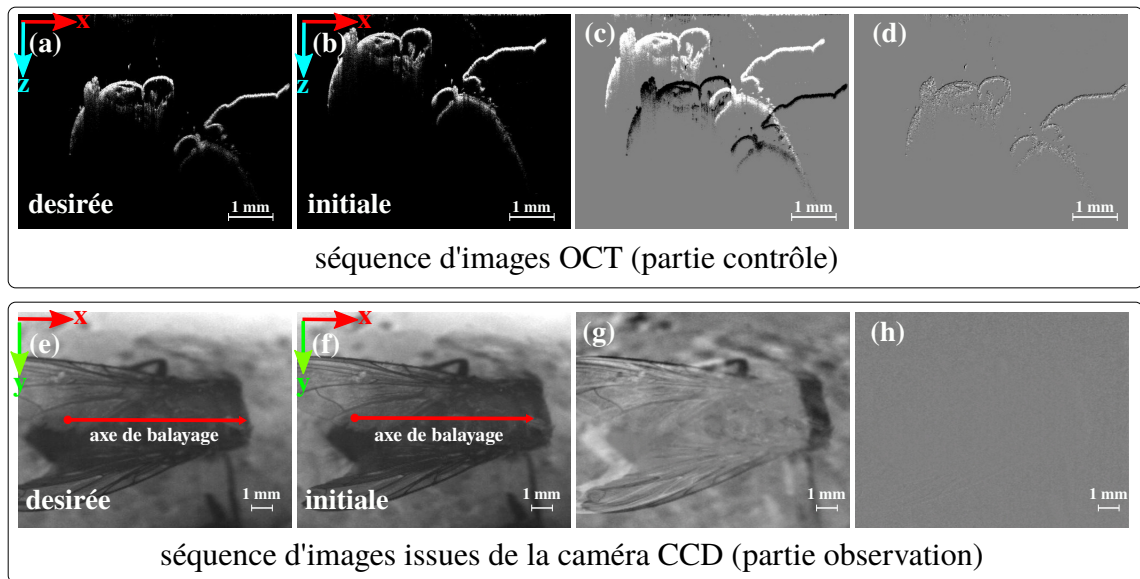 (a) x z desirée 1 mm
(b) x z initiale 1 mm
(c) 1 mm
(d) 1 mm
séquence d'images OCT (partie contrôle)
(e) x y axe de balayage desirée 1 mm
(f) x y axe de balayage initiale 1 mm
(g) 1 mm
(h) 1 mm
séquence d'images issues de la caméra CCD (partie observation)